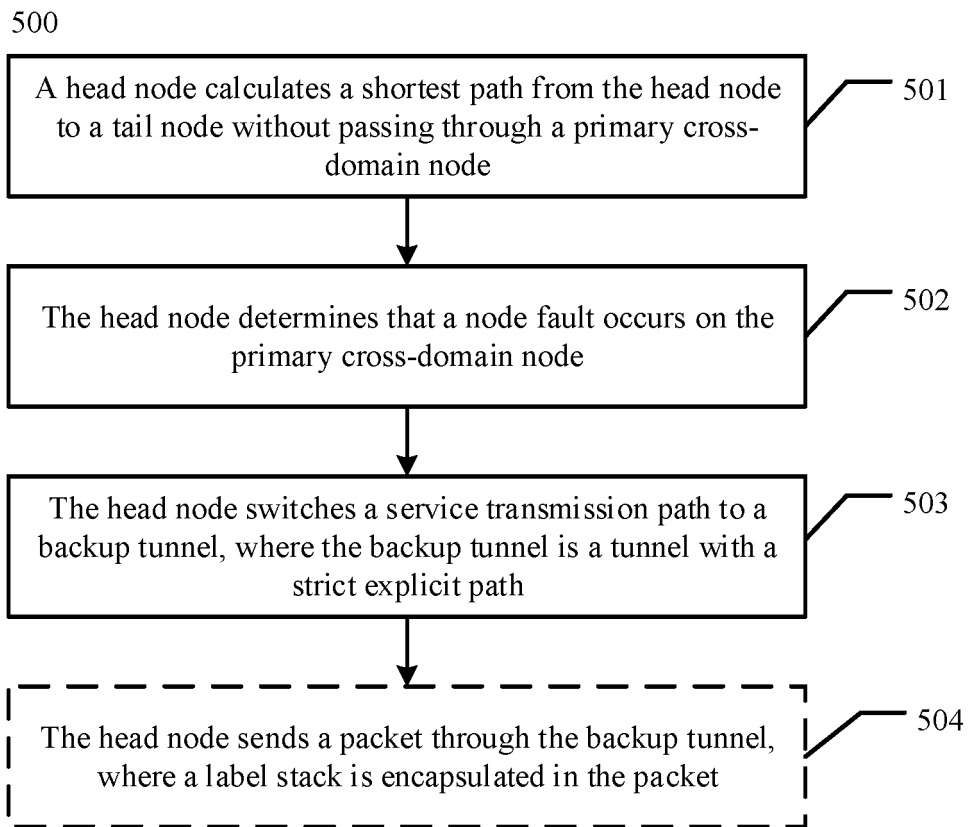 500
A head node calculates a shortest path from the head node
to a tail node without passing through a primary cross-
domain node
501
The head node determines that a node fault occurs on the
primary cross-domain node
502
The head node switches a service transmission path to a
backup tunnel, where the backup tunnel is a tunnel with a
strict explicit path
503
The head node sends a packet through the backup tunnel,
where a label stack is encapsulated in the packet
504